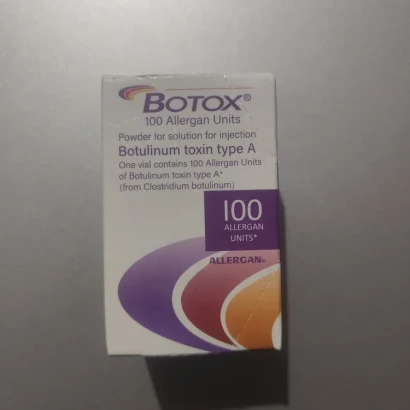 BOTOX®
100 Allergan Units
Powder for solution for injection
Botulinum toxin type A
One vial contains 100 Allergan Units
of Botulinum toxin type A*
(from Clostridium botulinum)
100
ALLERGAN
UNITS*
ALLERGAN®